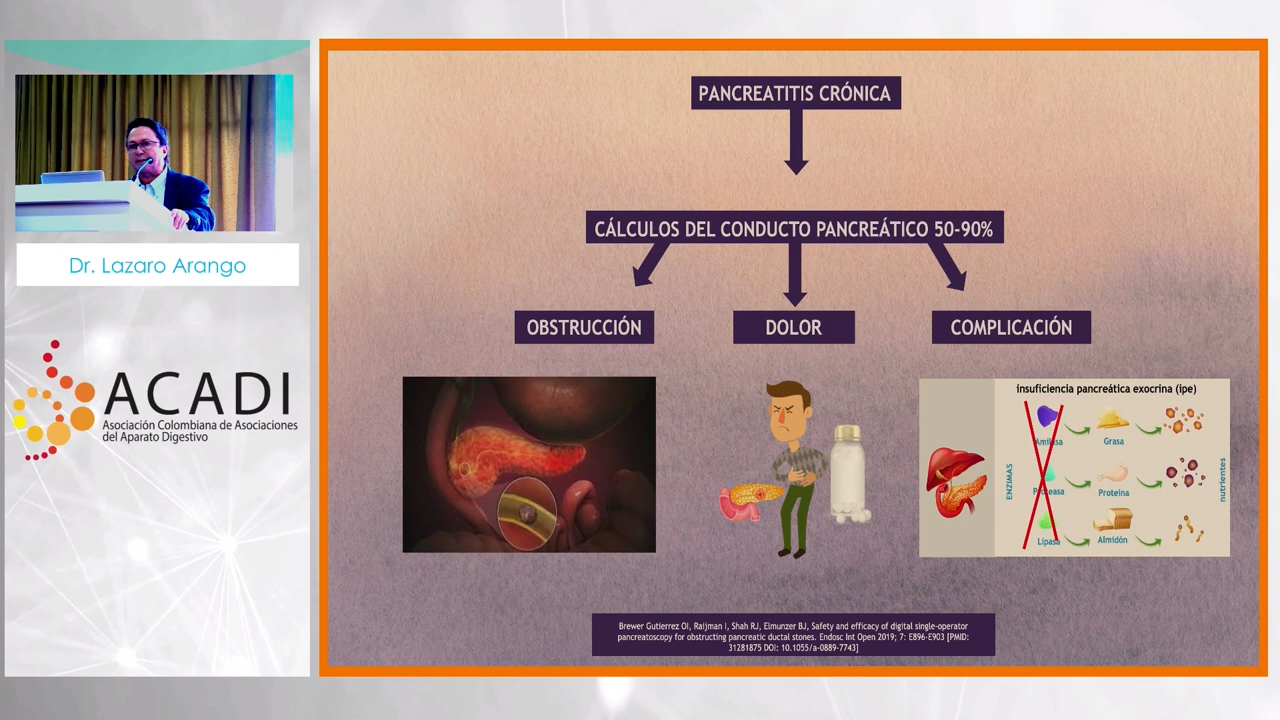 Dr. Lazaro Arango
ACADI
Asociación Colombiana de Asociaciones
del Aparato Digestivo
PANCREATITIS CRÓNICA
CÁLCULOS DEL CONDUCTO PANCREÁTICO 50-90%
OBSTRUCCIÓN
DOLOR
COMPLICACIÓN
insuficiencia pancreática exocrina (ipe)
ENZIMAS
Amilasa
Grasa
Proteasa
Proteína
Lipasa
Almidón
nutrientes
Brewer Gutierrez OI, Raijman I, Shah RJ, Elmunzer BJ, Safety and efficacy of digital single-operator
pancreatoscopy for obstructing pancreatic ductal stones. Endosc Int Open 2019; 7: E896-E903 [PMID:
31281875 DOI: 10.1055/a-0889-7743]